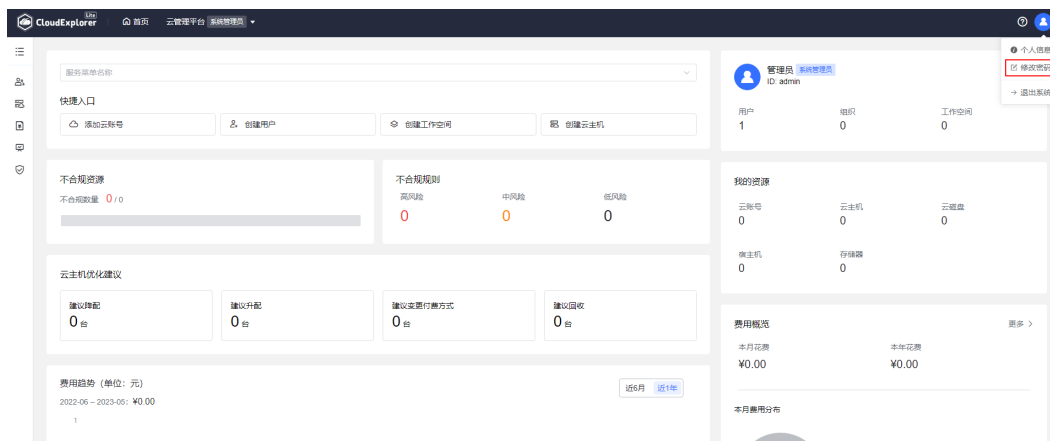 CloudExplorer Lite 首页 云管理平台 系统管理员
个人信息
修改密码
退出系统
服务菜单名称
快捷入口
添加云账号 创建用户 创建工作空间 创建云主机
管理员 系统管理员
ID: admin
用户 组织 工作空间
1 0 0
不合规资源
不合规数量 0 / 0
不合规规则
高风险 中风险 低风险
0 0 0
我的资源
云账号 云主机 云磁盘
0 0 0
宿主机 存储器
0 0
云主机优化建议
建议降配 建议升配 建议变更付费方式 建议回收
0 台 0 台 0 台 0 台
费用概览 更多
本月花费 本年花费
¥0.00 ¥0.00
本月费用分布
费用趋势（单位：元） 近6月 近1年
2022-06 – 2023-05: ¥0.00
1